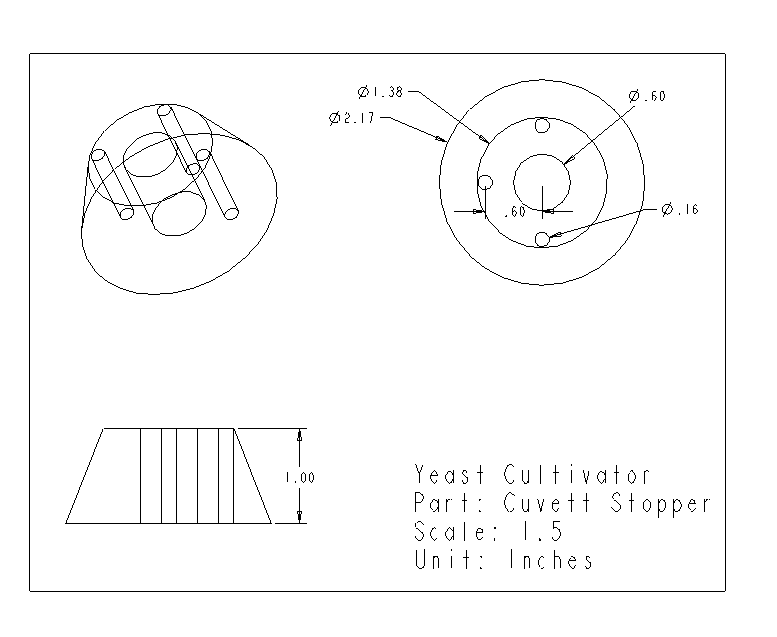 Ø1.38
Ø2.17
Ø.60
.60
Ø.16
1.00
Yeast Cultivator
Part: Cuvett Stopper
Scale: 1.5
Unit: Inches